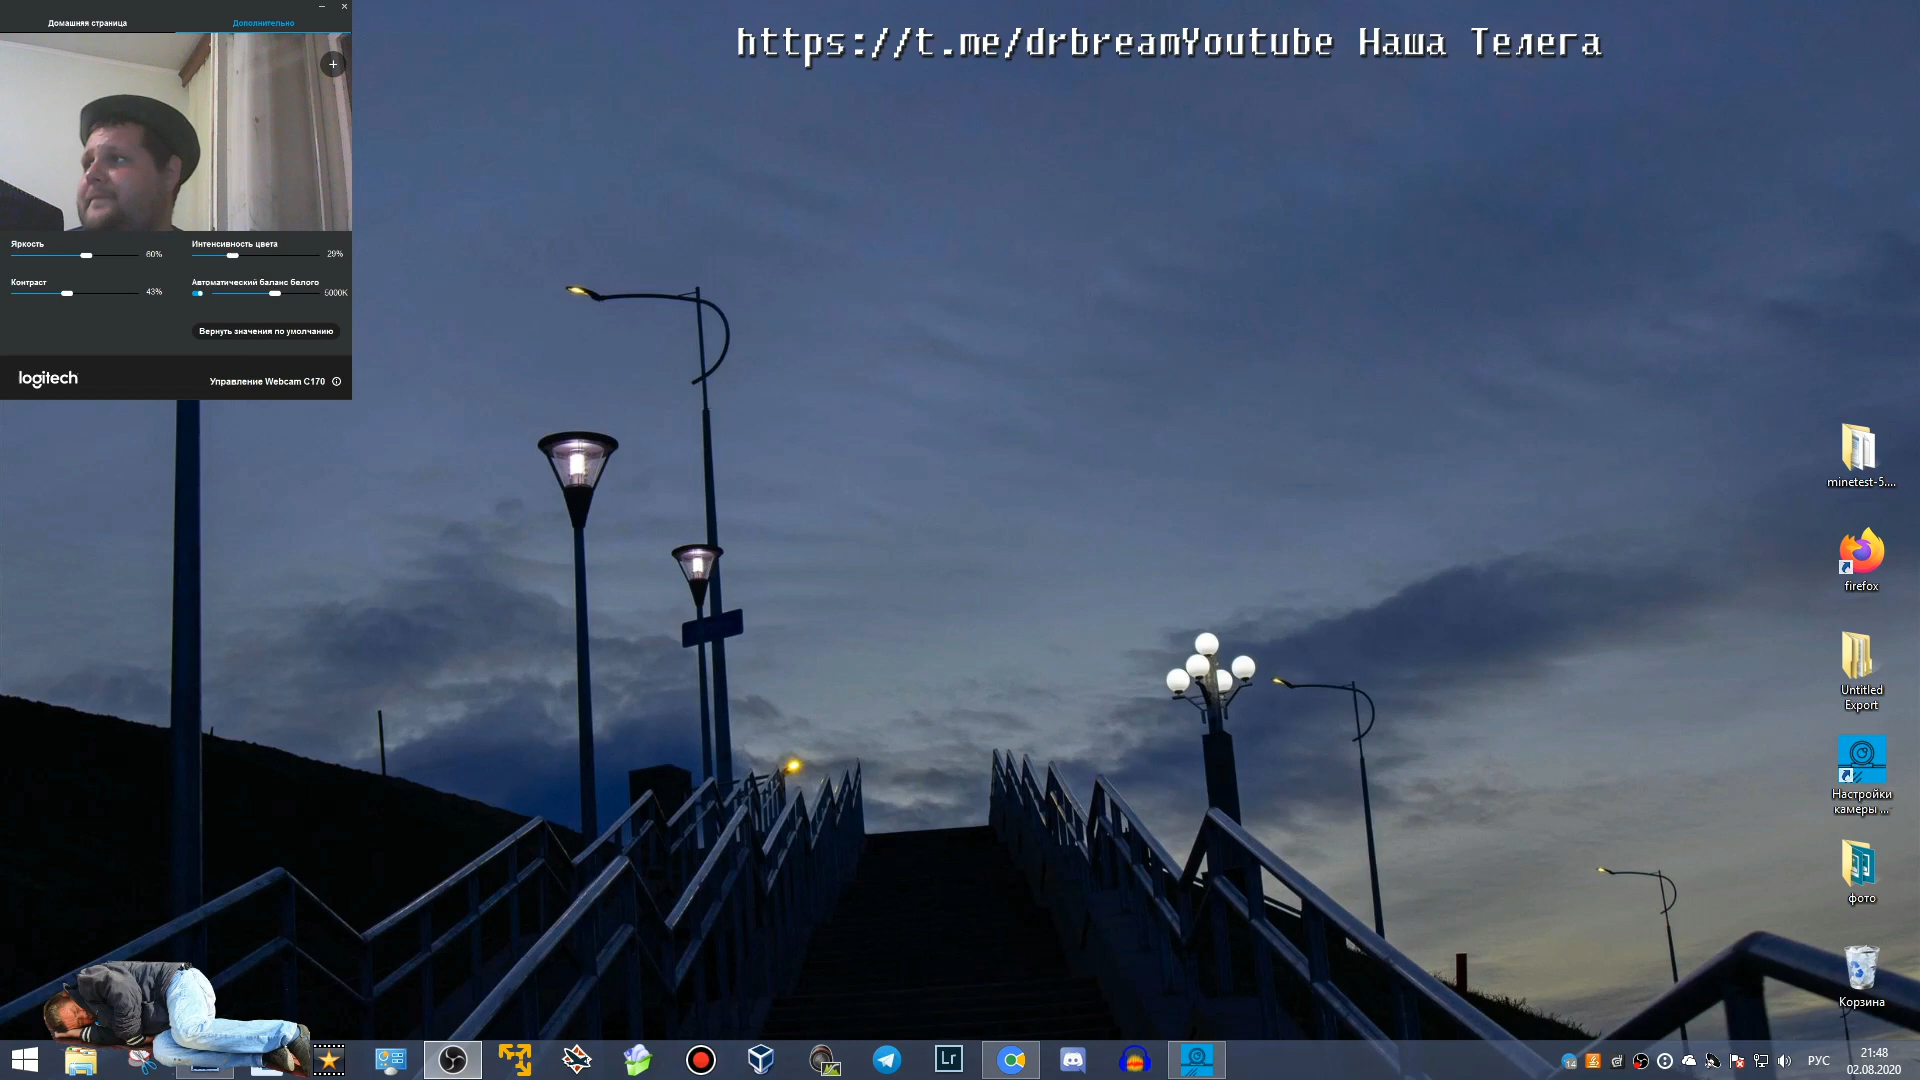 Домашняя страница
Дополнительно
https://t.me/drbreamYoutube Наша Телега
Яркость
60%
Интенсивность цвета
29%
Контраст
43%
Автоматический баланс белого
5000K
Вернуть значения по умолчанию
logitech
Управление Webcam C170
minetest-5....
firefox
Untitled
Export
Настройки
камеры ...
фото
Корзина
Lr
14
РУС
21:48
02.08.2020